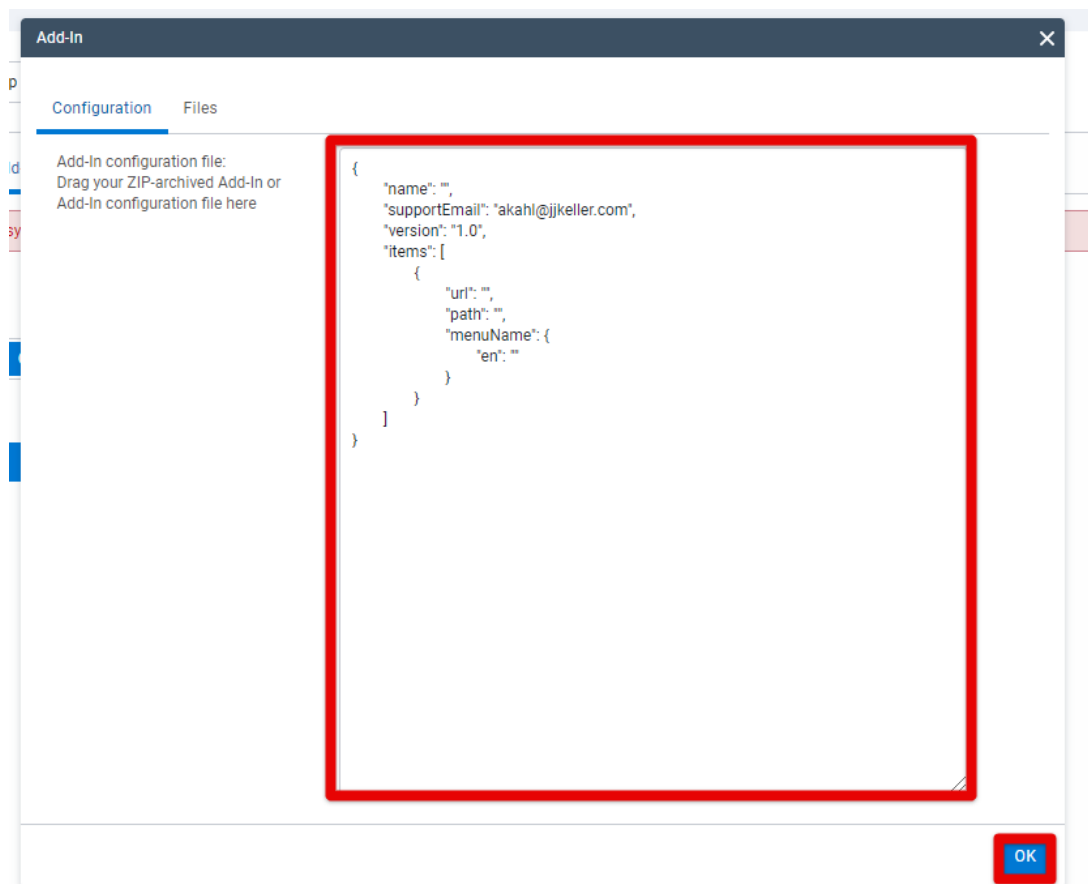 Add-In
Configuration Files
Add-In configuration file:
Drag your ZIP-archived Add-In or
Add-In configuration file here
{
"name": "",
"supportEmail": "akahl@jjkeller.com",
"version": "1.0",
"items": [
{
"url": "",
"path": "",
"menuName": {
"en": ""
}
}
]
}
OK